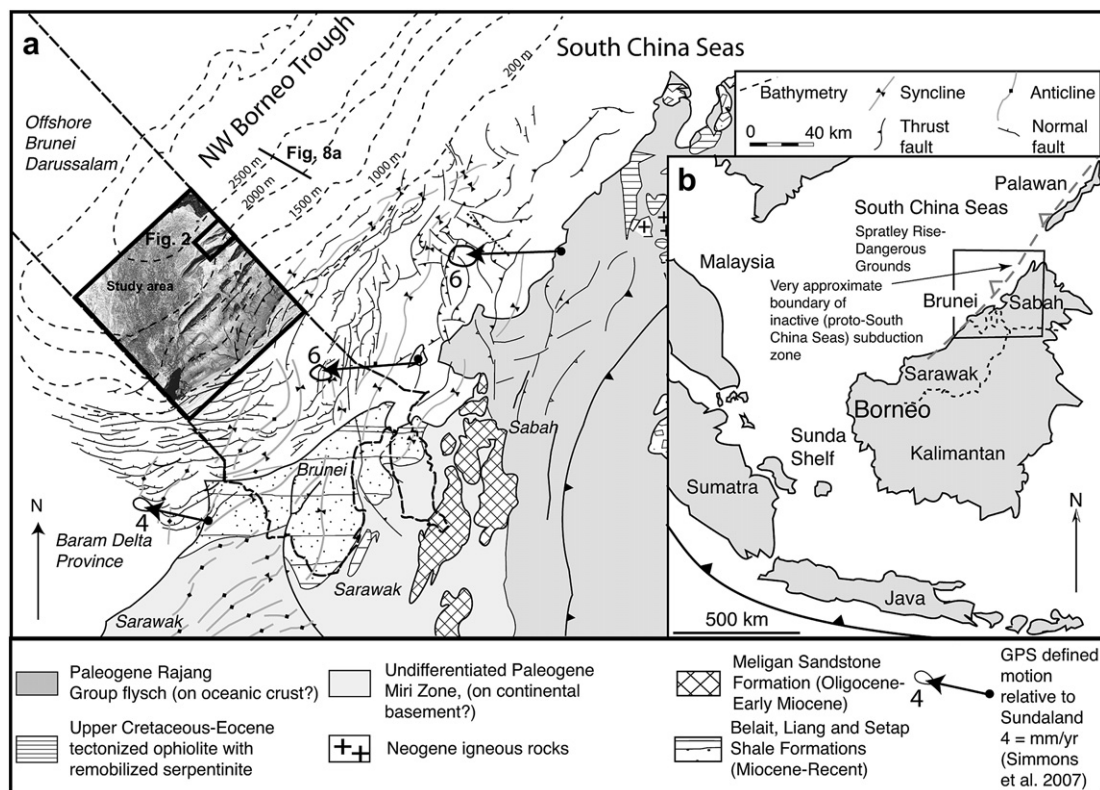 a
South China Seas
NW Borneo Trough
200 m
Offshore
Brunei
Darussalam
Fig. 8a
2500 m
2000 m
1500 m
1000 m
Fig. 2
Study area
6
6
4
Brunei
Sabah
N
Baram Delta
Province
Sarawak
Sarawak
Bathymetry
Syncline
Anticline
0 40 km
Thrust
fault
Normal
fault
b
Palawan
South China Seas
Spratley Rise-
Dangerous
Grounds
Malaysia
Very approximate
boundary of
inactive (proto-South
China Seas) subduction
zone
Brunei
Sabah
Sarawak
Borneo
Kalimantan
Sunda
Shelf
Sumatra
N
Java
500 km
Paleogene Rajang
Group flysch (on oceanic crust?)
Upper Cretaceous-Eocene
tectonized ophiolite with
remobilized serpentinite
Undifferentiated Paleogene
Miri Zone, (on continental
basement?)
Neogene igneous rocks
Meligan Sandstone
Formation (Oligocene-
Early Miocene)
Belait, Liang and Setap
Shale Formations
(Miocene-Recent)
4
GPS defined
motion
relative to
Sundaland
4 = mm/yr
(Simmons
et al. 2007)